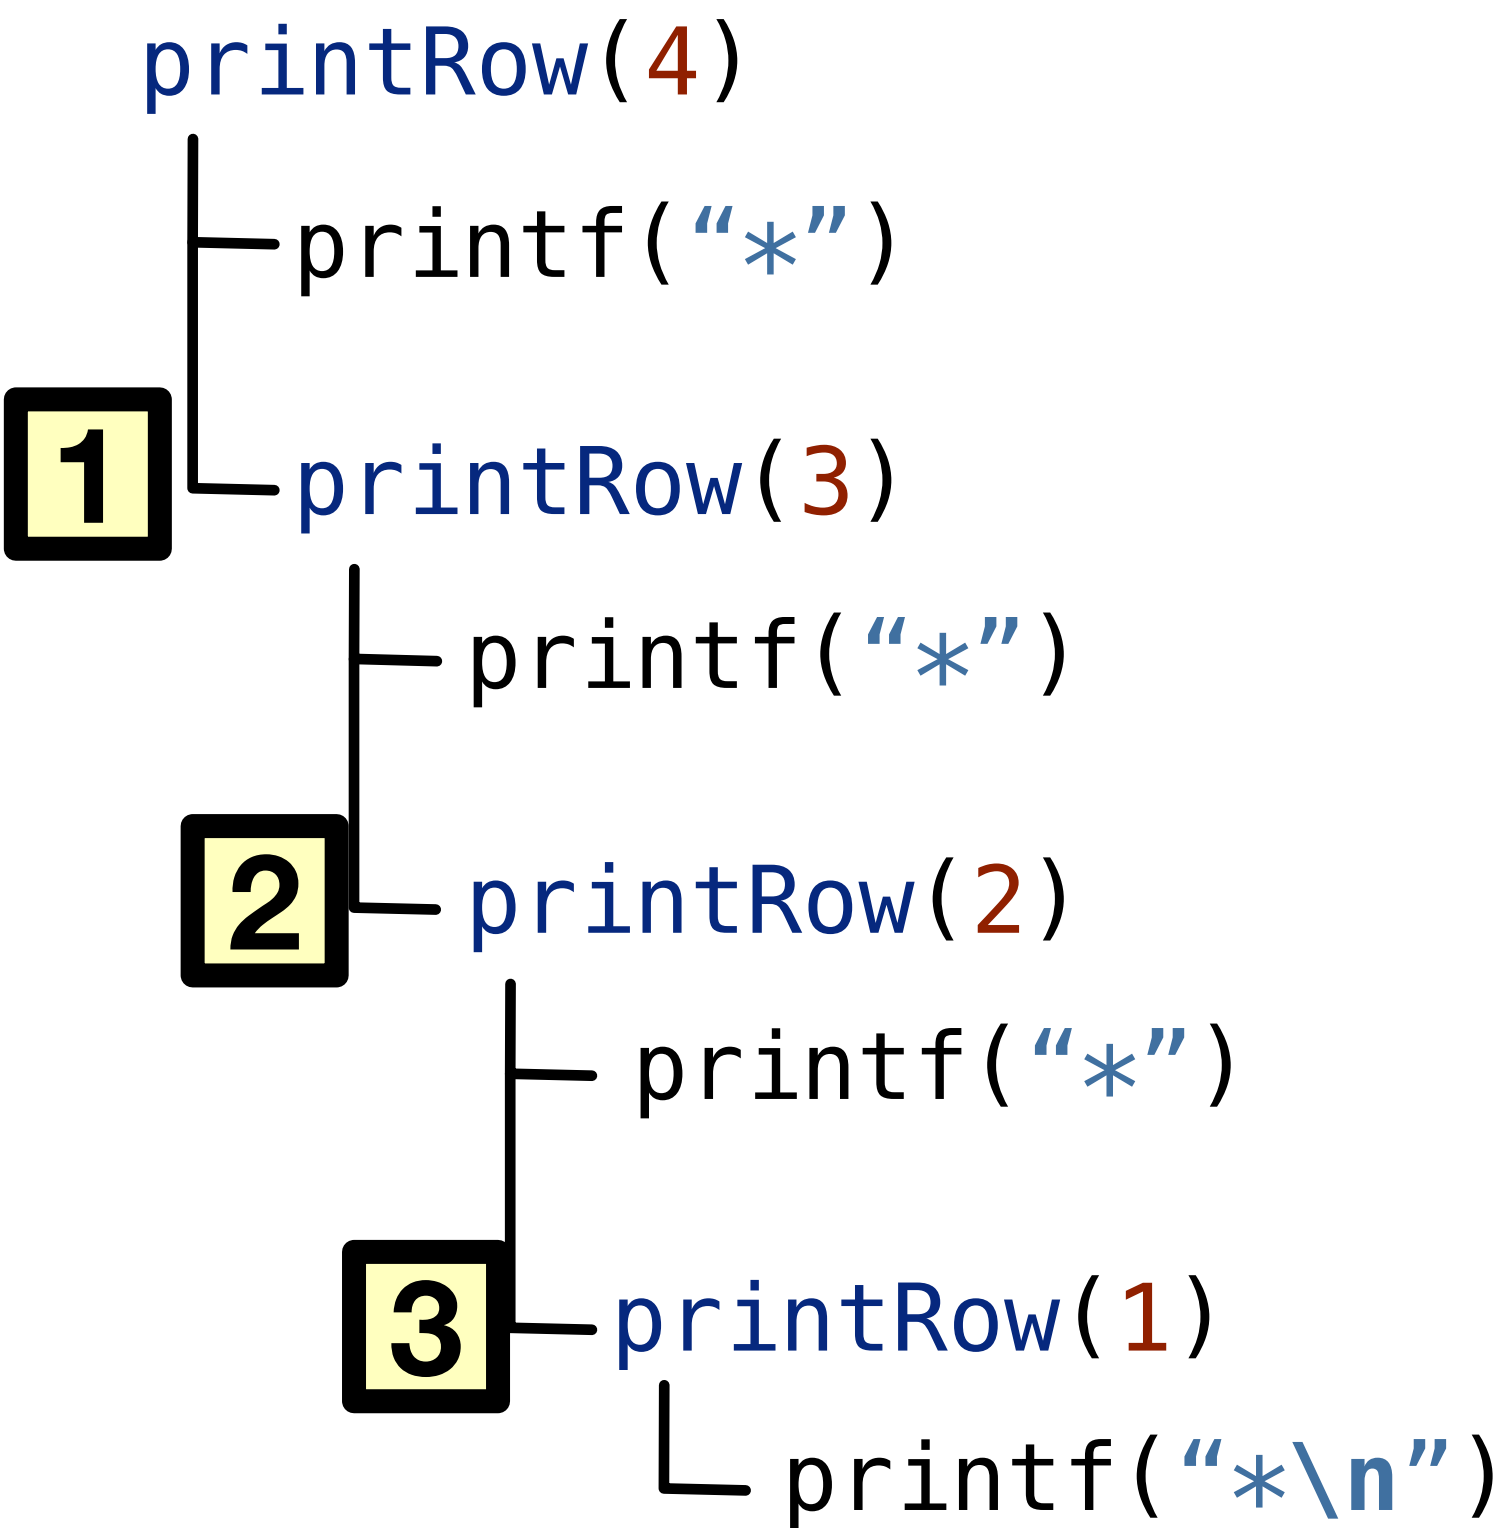 printRow(4)
printf(“*”)
1 printRow(3)
printf(“*”)
2 printRow(2)
printf(“*”)
3 printRow(1)
printf(“*\n”)